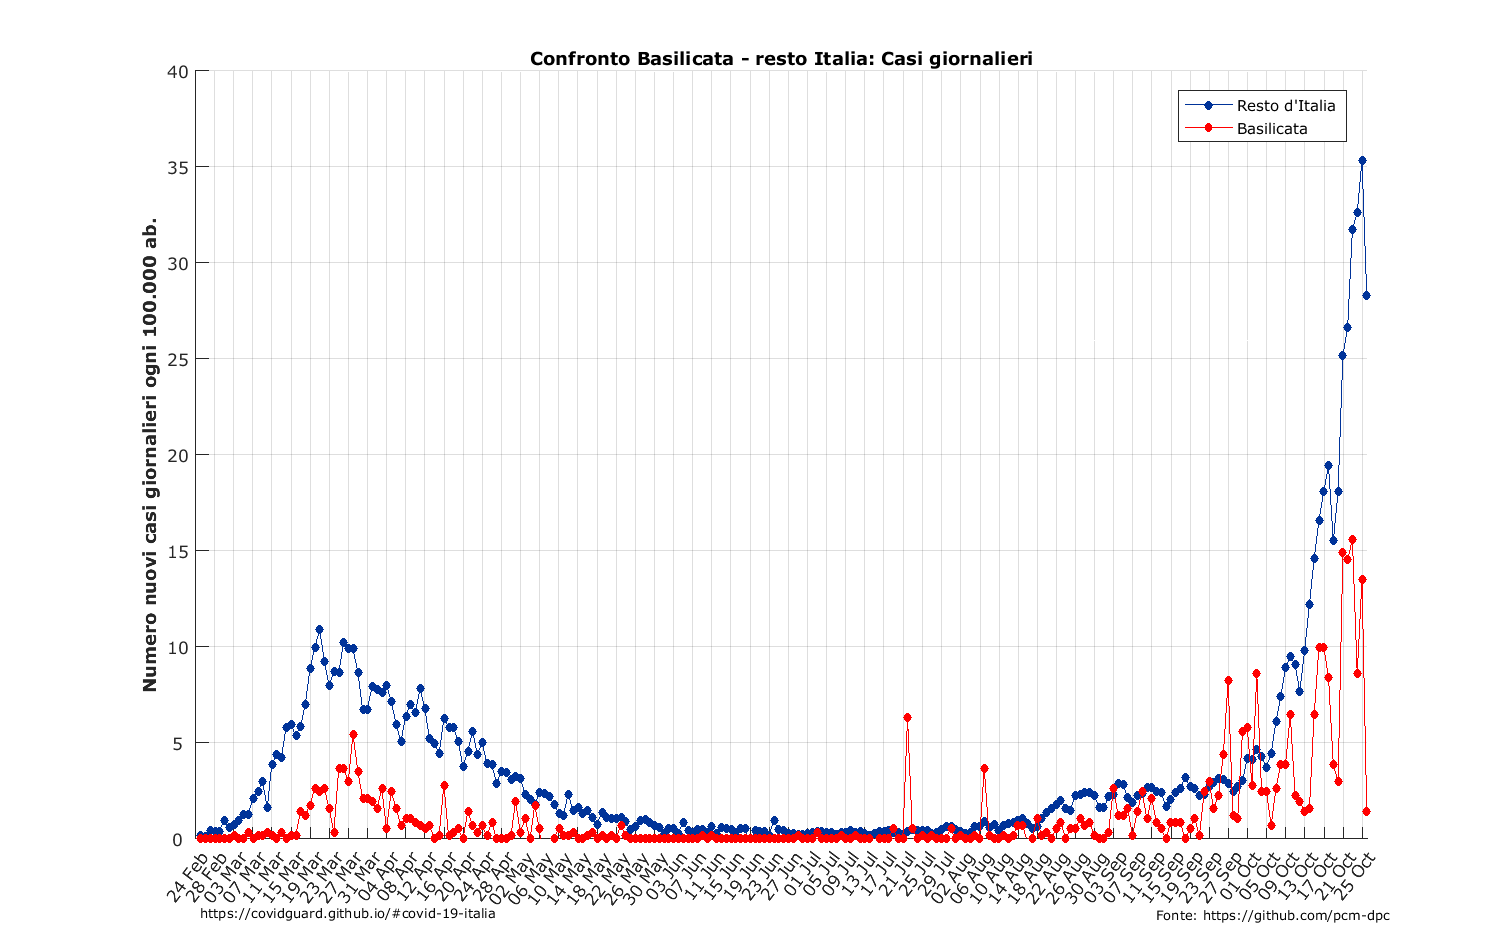 Confronto Basilicata - resto Italia: Casi giornalieri
Resto d'Italia
Basilicata
Numero nuovi casi giornalieri ogni 100.000 ab.
40
35
30
25
20
15
10
5
0
24 Feb
28 Feb
03 Mar
07 Mar
11 Mar
15 Mar
19 Mar
23 Mar
27 Mar
31 Mar
04 Apr
08 Apr
12 Apr
16 Apr
20 Apr
24 Apr
28 Apr
02 May
06 May
10 May
14 May
18 May
22 May
26 May
30 May
03 Jun
07 Jun
11 Jun
15 Jun
19 Jun
23 Jun
27 Jun
01 Jul
05 Jul
09 Jul
13 Jul
17 Jul
21 Jul
25 Jul
29 Jul
02 Aug
06 Aug
10 Aug
14 Aug
18 Aug
22 Aug
26 Aug
30 Aug
03 Sep
07 Sep
11 Sep
15 Sep
19 Sep
23 Sep
27 Sep
01 Oct
05 Oct
09 Oct
13 Oct
17 Oct
21 Oct
25 Oct
https://covidguard.github.io/#covid-19-italia
Fonte: https://github.com/pcm-dpc